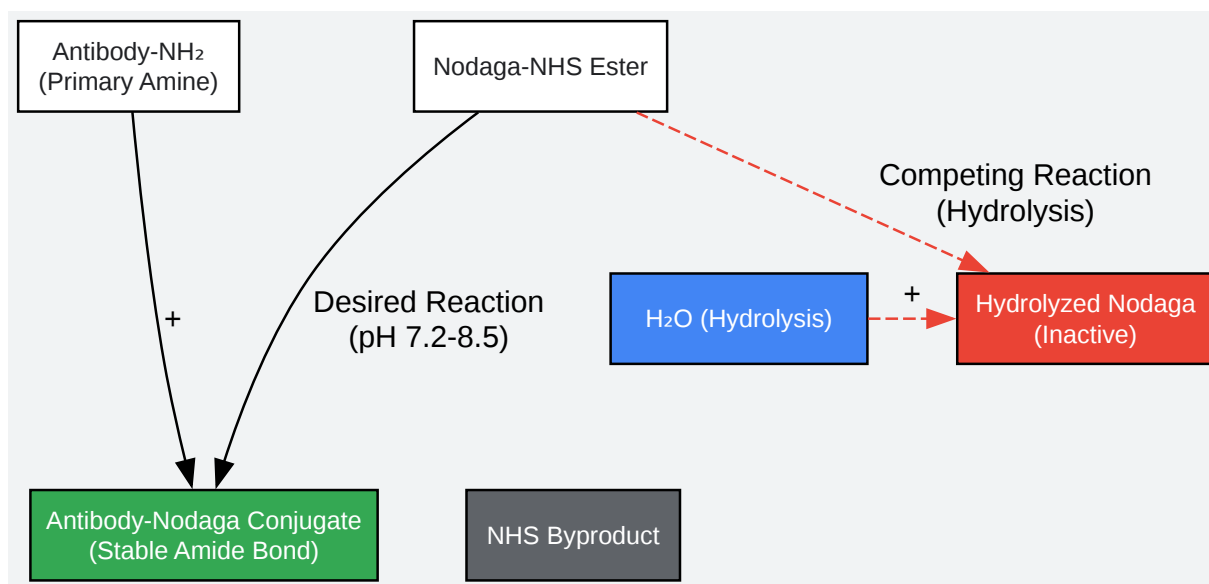 Antibody-NH₂
(Primary Amine)
Nodaga-NHS Ester
Competing Reaction
(Hydrolysis)
+
Desired Reaction
(pH 7.2-8.5)
H₂O (Hydrolysis)
+
Hydrolyzed Nodaga
(Inactive)
Antibody-Nodaga Conjugate
(Stable Amide Bond)
NHS Byproduct